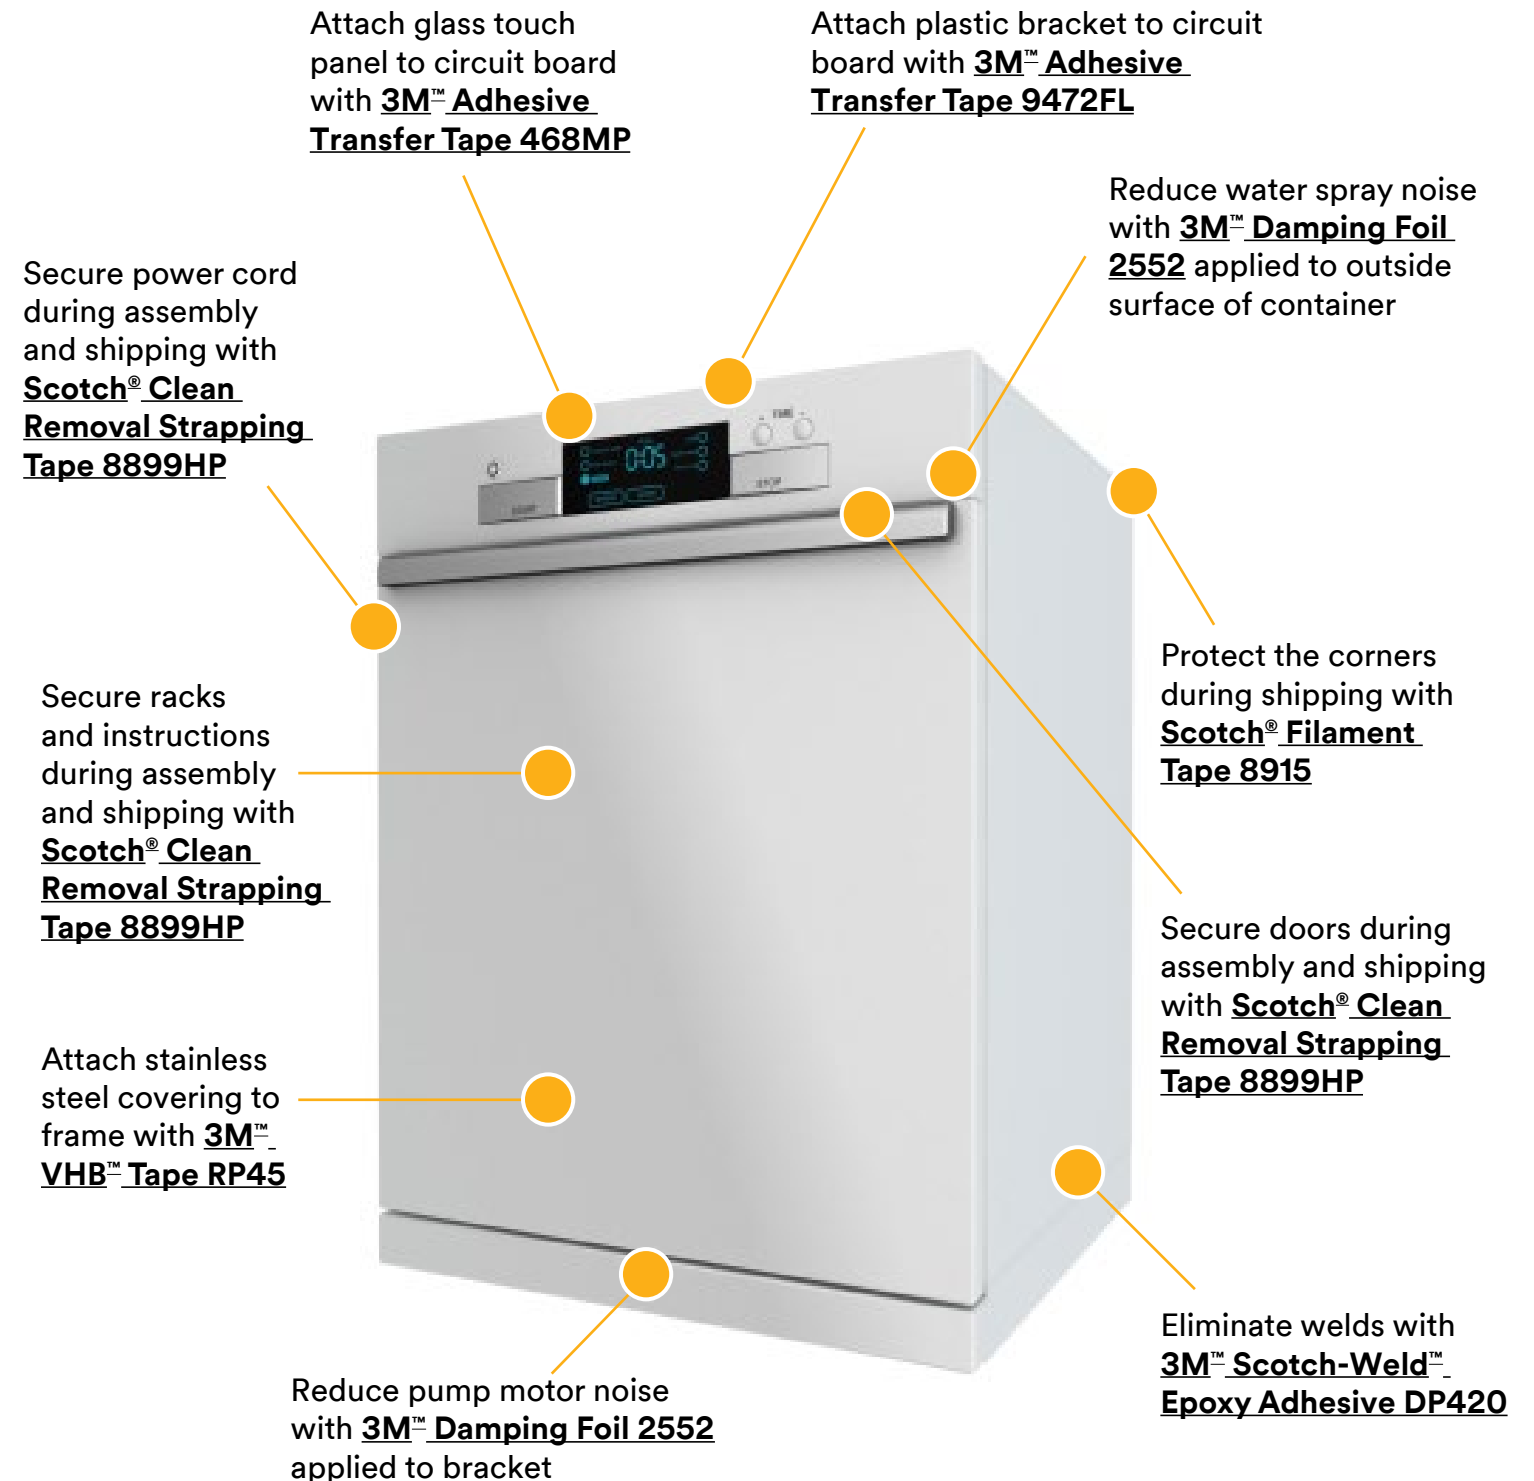 Attach glass touch
panel to circuit board
with 3M™ Adhesive
Transfer Tape 468MP
Attach plastic bracket to circuit
board with 3M™ Adhesive
Transfer Tape 9472FL
Reduce water spray noise
with 3M™ Damping Foil
2552 applied to outside
surface of container
Secure power cord
during assembly
and shipping with
Scotch® Clean
Removal Strapping
Tape 8899HP
TIME
0:05
STOP
Protect the corners
during shipping with
Scotch® Filament
Tape 8915
Secure racks
and instructions
during assembly
and shipping with
Scotch® Clean
Removal Strapping
Tape 8899HP
Secure doors during
assembly and shipping
with Scotch® Clean
Removal Strapping
Tape 8899HP
Attach stainless
steel covering to
frame with 3M™
VHB™ Tape RP45
Eliminate welds with
3M™ Scotch-Weld™
Epoxy Adhesive DP420
Reduce pump motor noise
with 3M™ Damping Foil 2552
applied to bracket